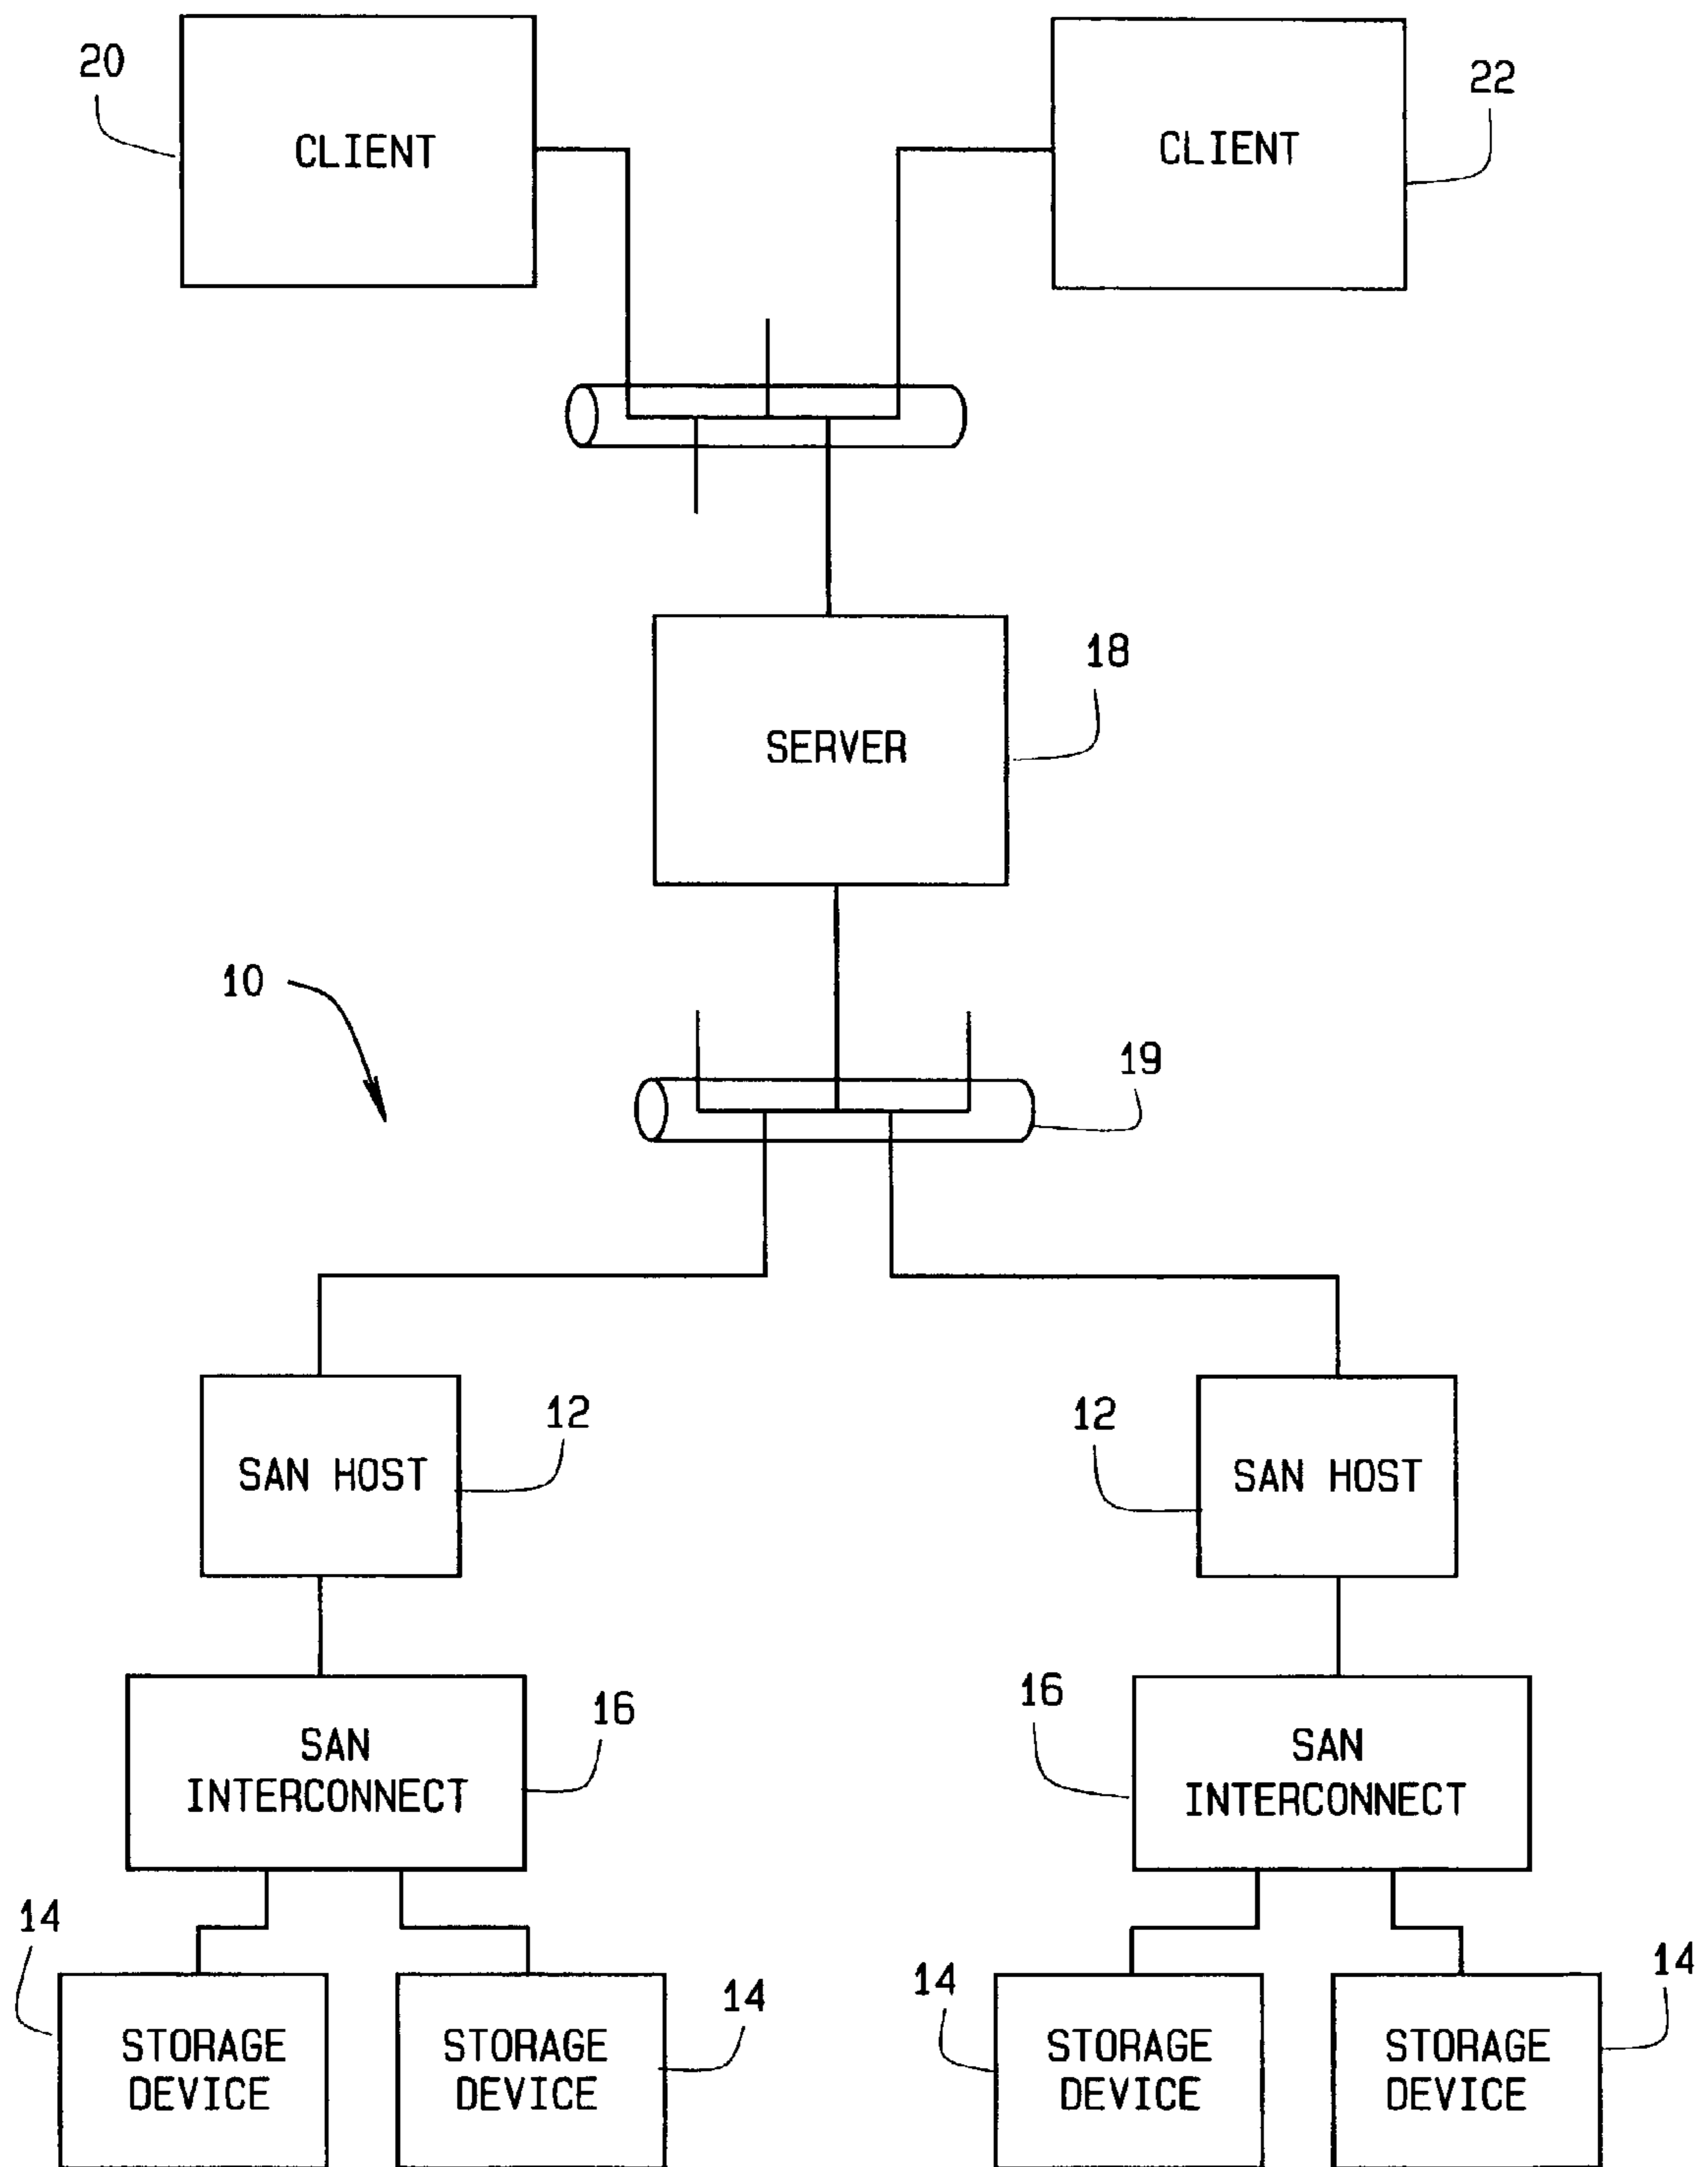 20
CLIENT
CLIENT
22
18
SERVER
10
19
12
SAN HOST
12
SAN HOST
16
SAN
INTERCONNECT
16
SAN
INTERCONNECT
14
STORAGE
DEVICE
14
STORAGE
DEVICE
14
STORAGE
DEVICE
14
STORAGE
DEVICE